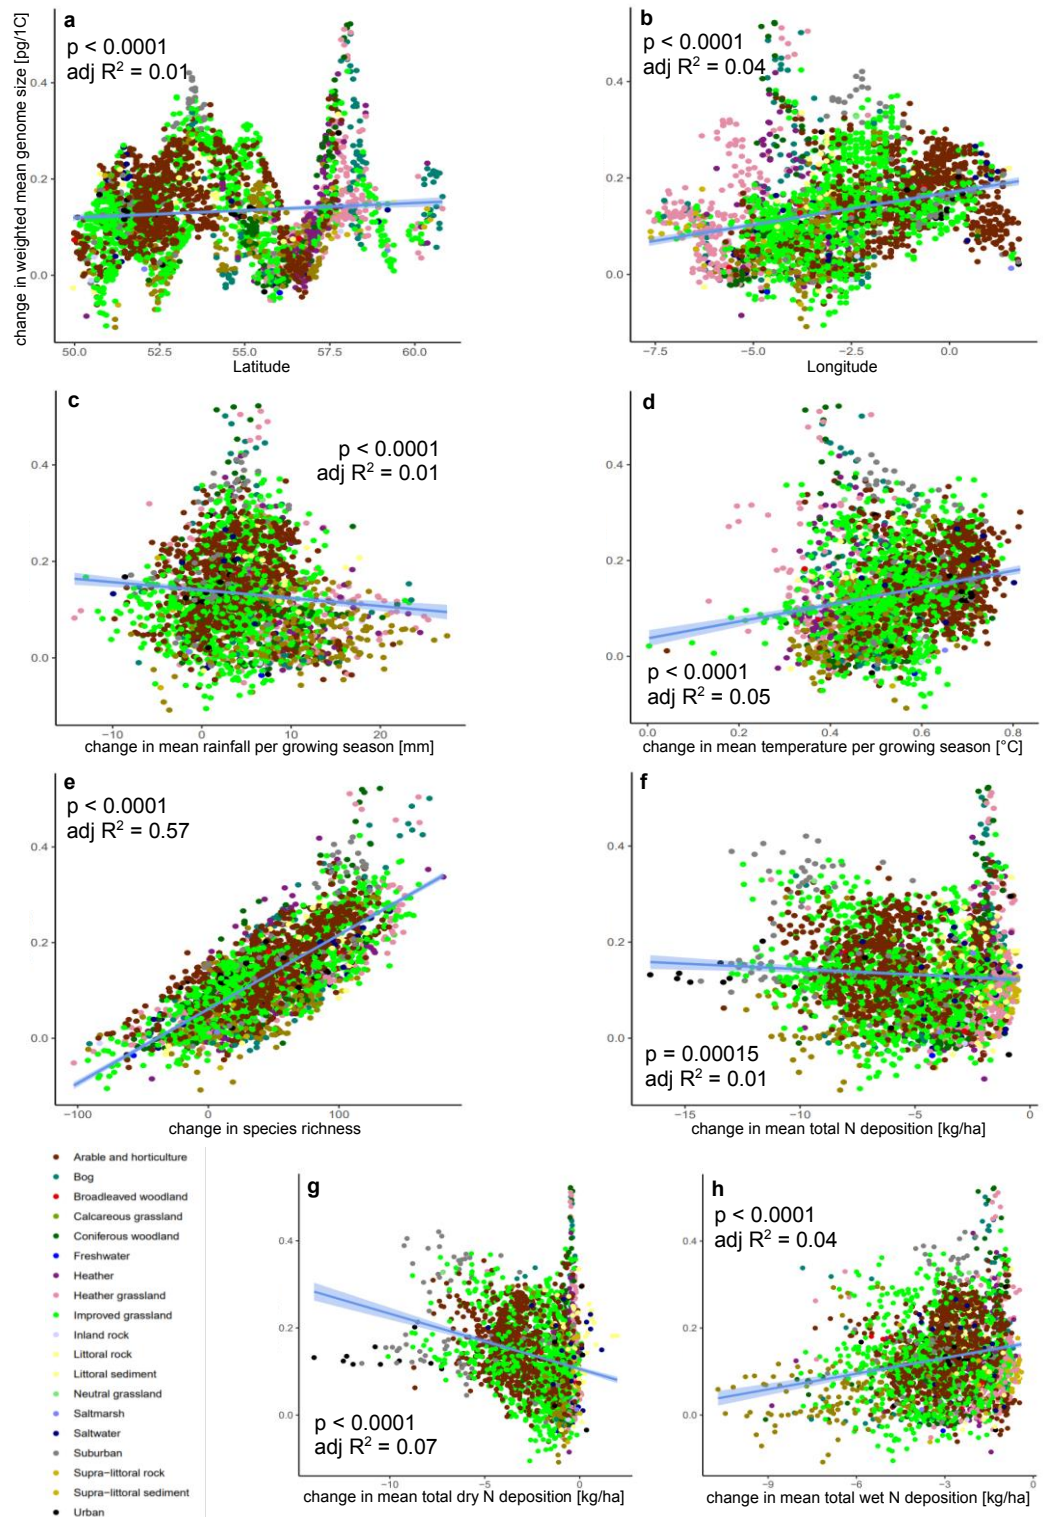 a
p < 0.0001
adj R² = 0.01
change in weighted mean genome size [pg/1C]
0.4
0.2
0.0
50.0 52.5 55.0 57.5 60.0
Latitude
b
p < 0.0001
adj R² = 0.04
0.4
0.2
0.0
−7.5 −5.0 −2.5 0.0
Longitude
c
p < 0.0001
adj R² = 0.01
0.4
0.2
0.0
−10 0 10 20
change in mean rainfall per growing season [mm]
d
0.4
0.2
0.0
p < 0.0001
adj R² = 0.05
0.0 0.2 0.4 0.6 0.8
change in mean temperature per growing season [°C]
e
p < 0.0001
adj R² = 0.57
0.4
0.2
0.0
−100 0 100
change in species richness
f
0.4
0.2
0.0
p = 0.00015
adj R² = 0.01
−15 −10 −5 0
change in mean total N deposition [kg/ha]
Arable and horticulture
Bog
Broadleaved woodland
Calcareous grassland
Coniferous woodland
Freshwater
Heather
Heather grassland
Improved grassland
Inland rock
Littoral rock
Littoral sediment
Neutral grassland
Saltmarsh
Saltwater
Suburban
Supra−littoral rock
Supra−littoral sediment
Urban
g
0.4
0.2
0.0
p < 0.0001
adj R² = 0.07
−10 −5 0
change in mean total dry N deposition [kg/ha]
h
p < 0.0001
adj R² = 0.04
0.4
0.2
0.0
−9 −6 −3 0
change in mean total wet N deposition [kg/ha]